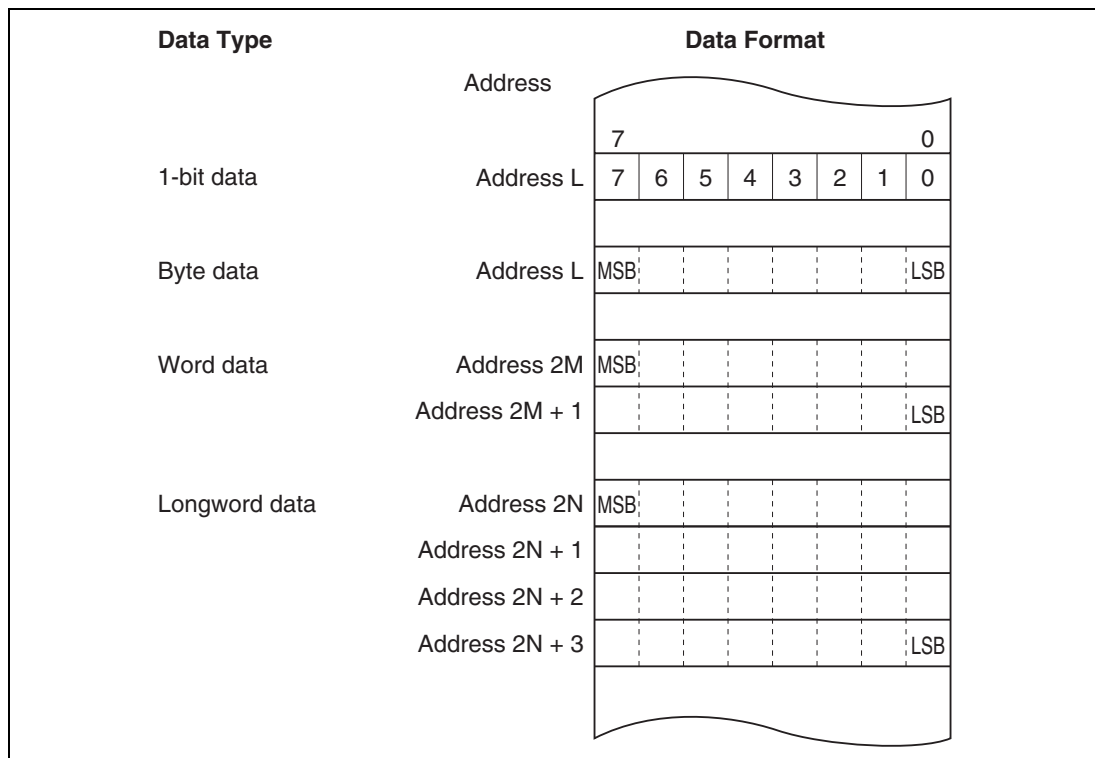 Data Type Data Format
Address
7 0
1-bit data Address L 7 6 5 4 3 2 1 0
Byte data Address L MSB LSB
Word data Address 2M MSB
Address 2M + 1 LSB
Longword data Address 2N MSB
Address 2N + 1
Address 2N + 2
Address 2N + 3 LSB